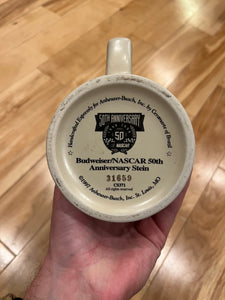 Handcrafted Expressly for Anheuser-Busch, Inc. by Ceramarte of Brazil
50TH ANNIVERSARY
50
NASCAR
Budweiser/NASCAR 50th
Anniversary Stein
31659
CS371
All rights reserved
©1997 Anheuser-Busch, Inc. St. Louis, MO